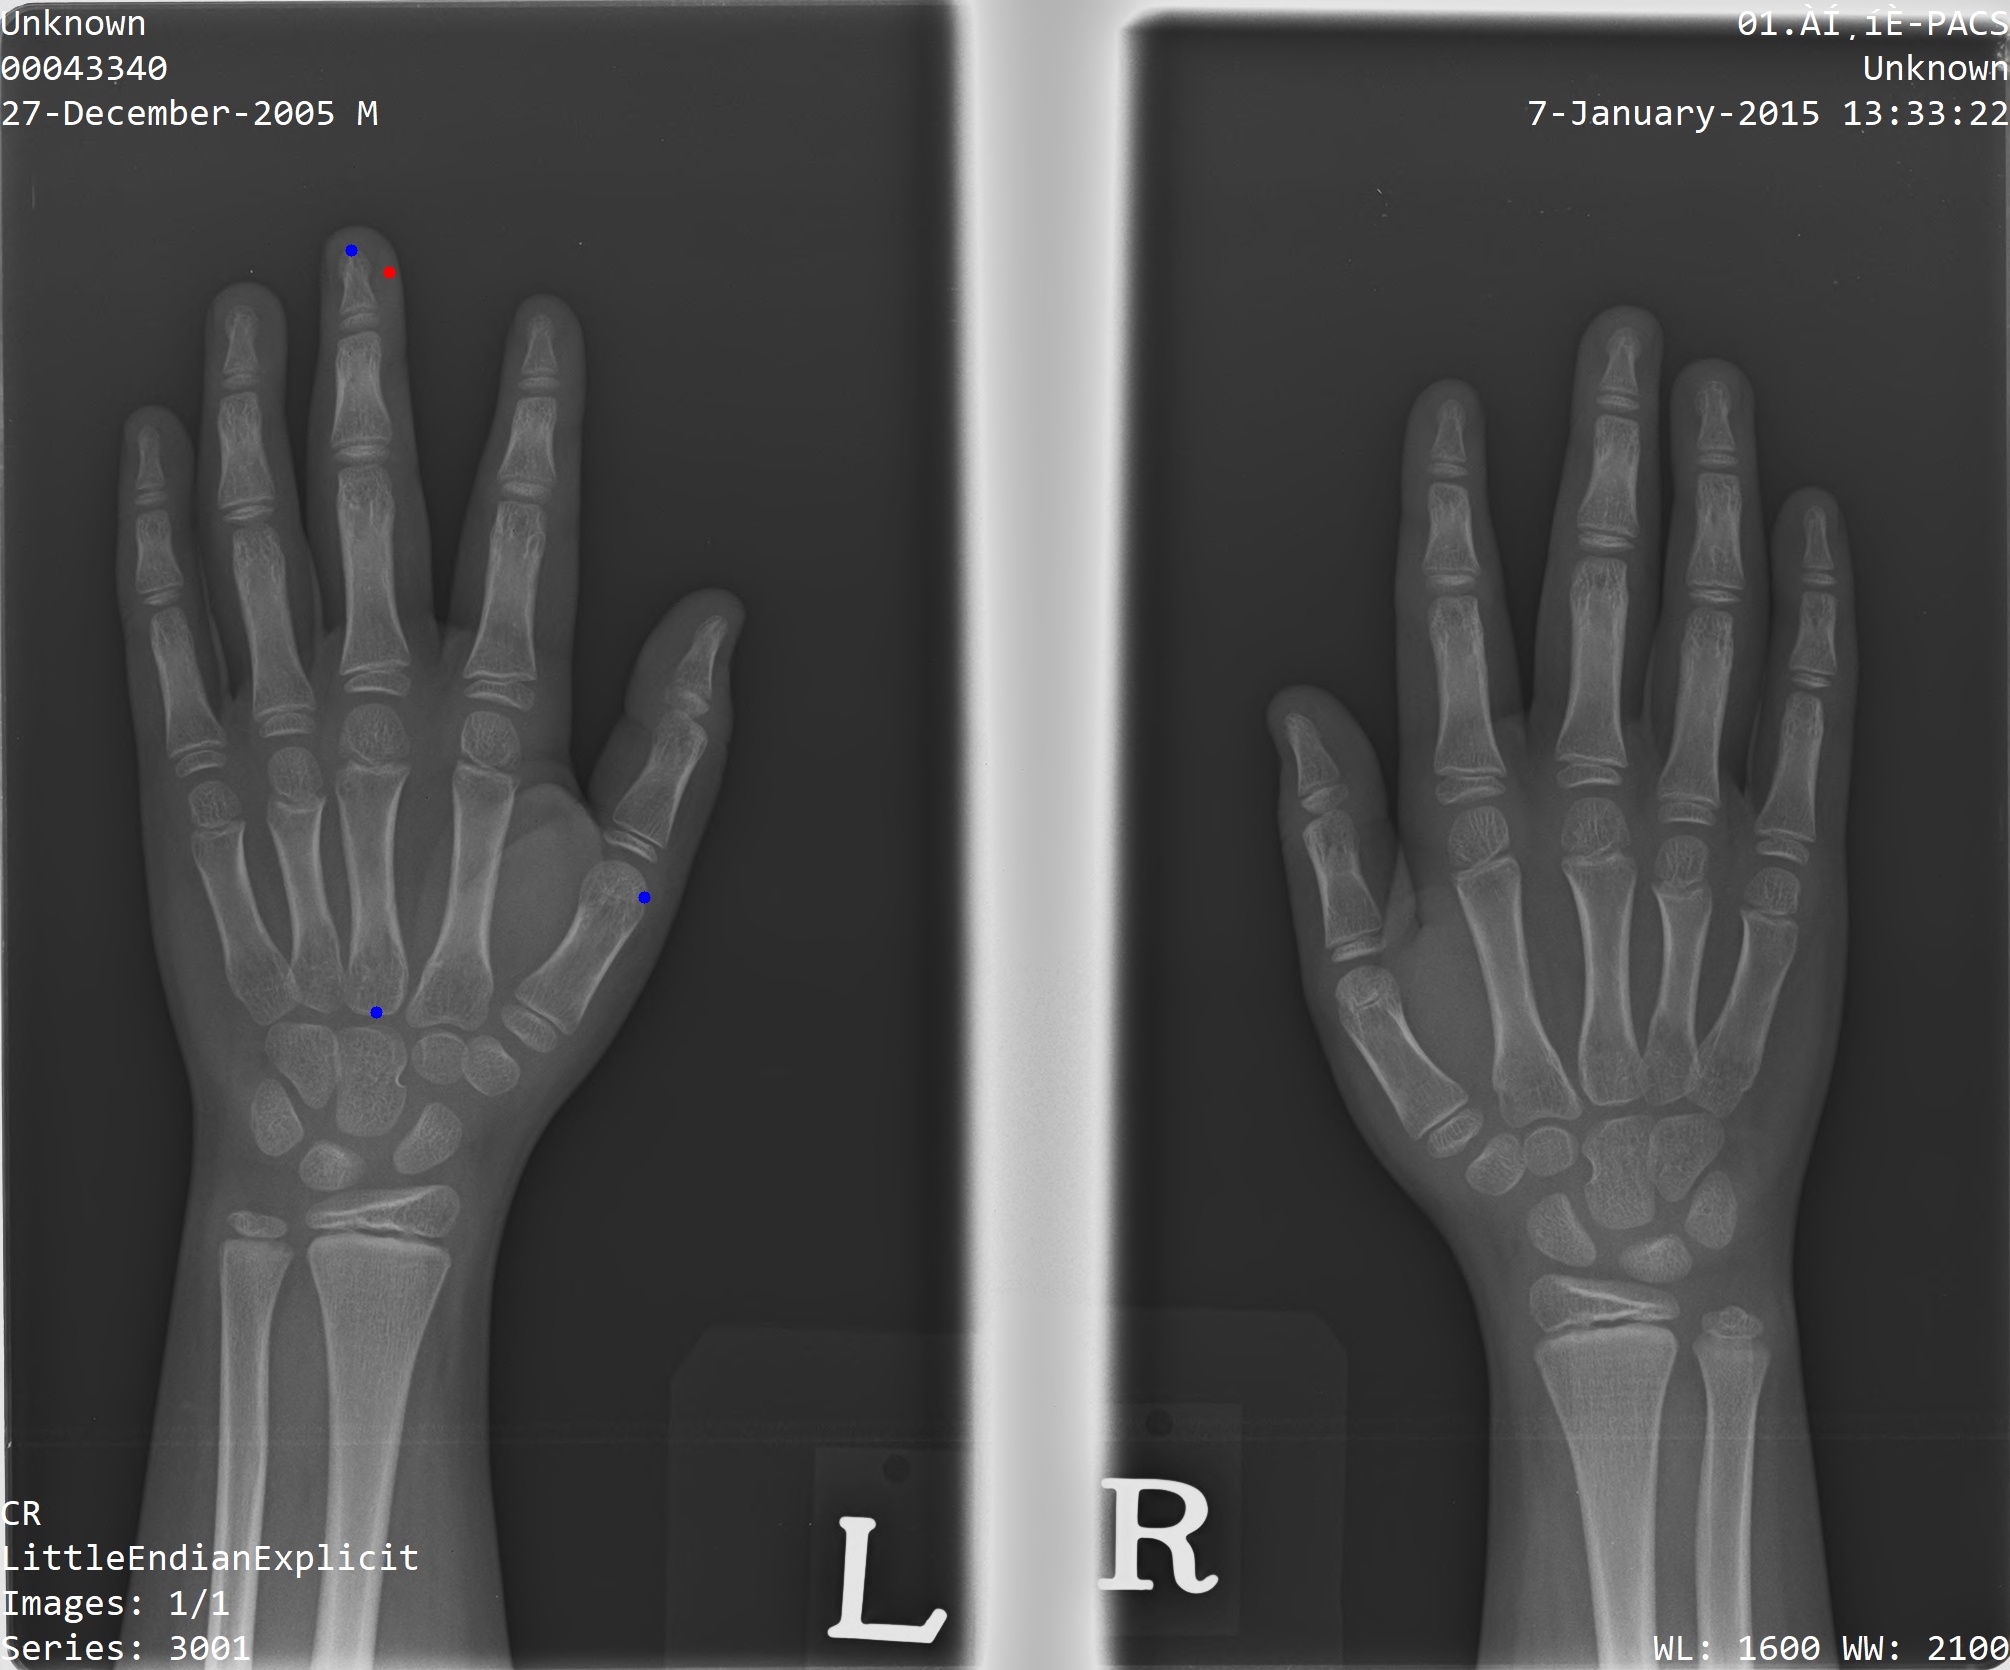 Unknown
00043340
27-December-2005 M
01.ÀÍ¸íÈ-PACS
Unknown
7-January-2015 13:33:22
CR
LittleEndianExplicit
Images: 1/1
Series: 3001
L
R
WL: 1600 WW: 2100